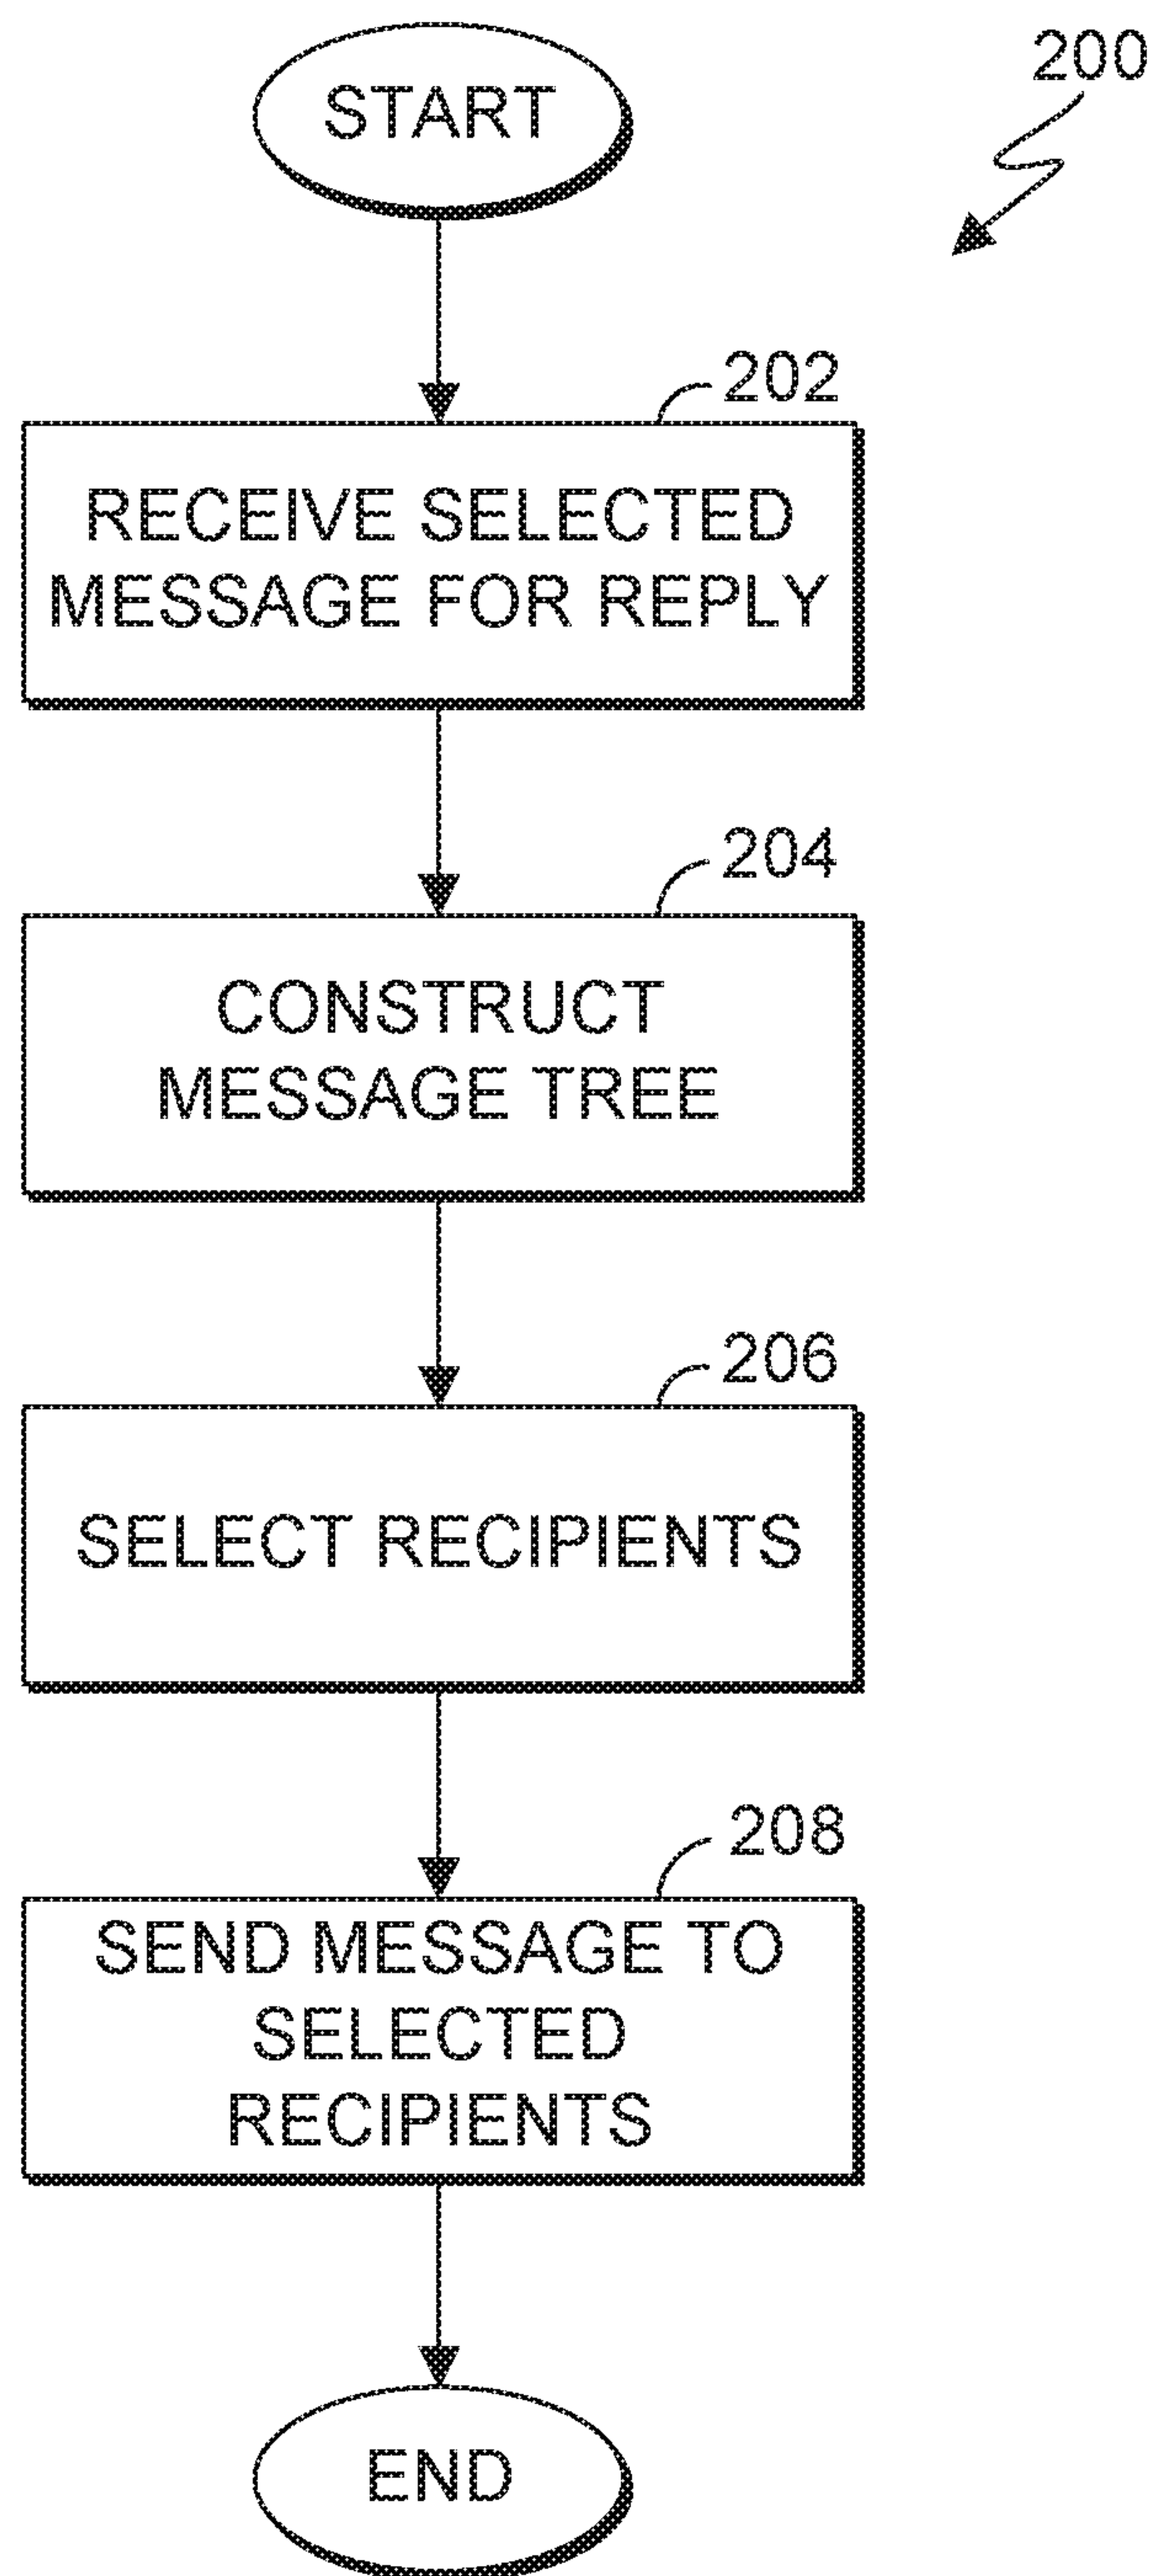 START
200
202
RECEIVE SELECTED
MESSAGE FOR REPLY
204
CONSTRUCT
MESSAGE TREE
206
SELECT RECIPIENTS
208
SEND MESSAGE TO
SELECTED
RECIPIENTS
END